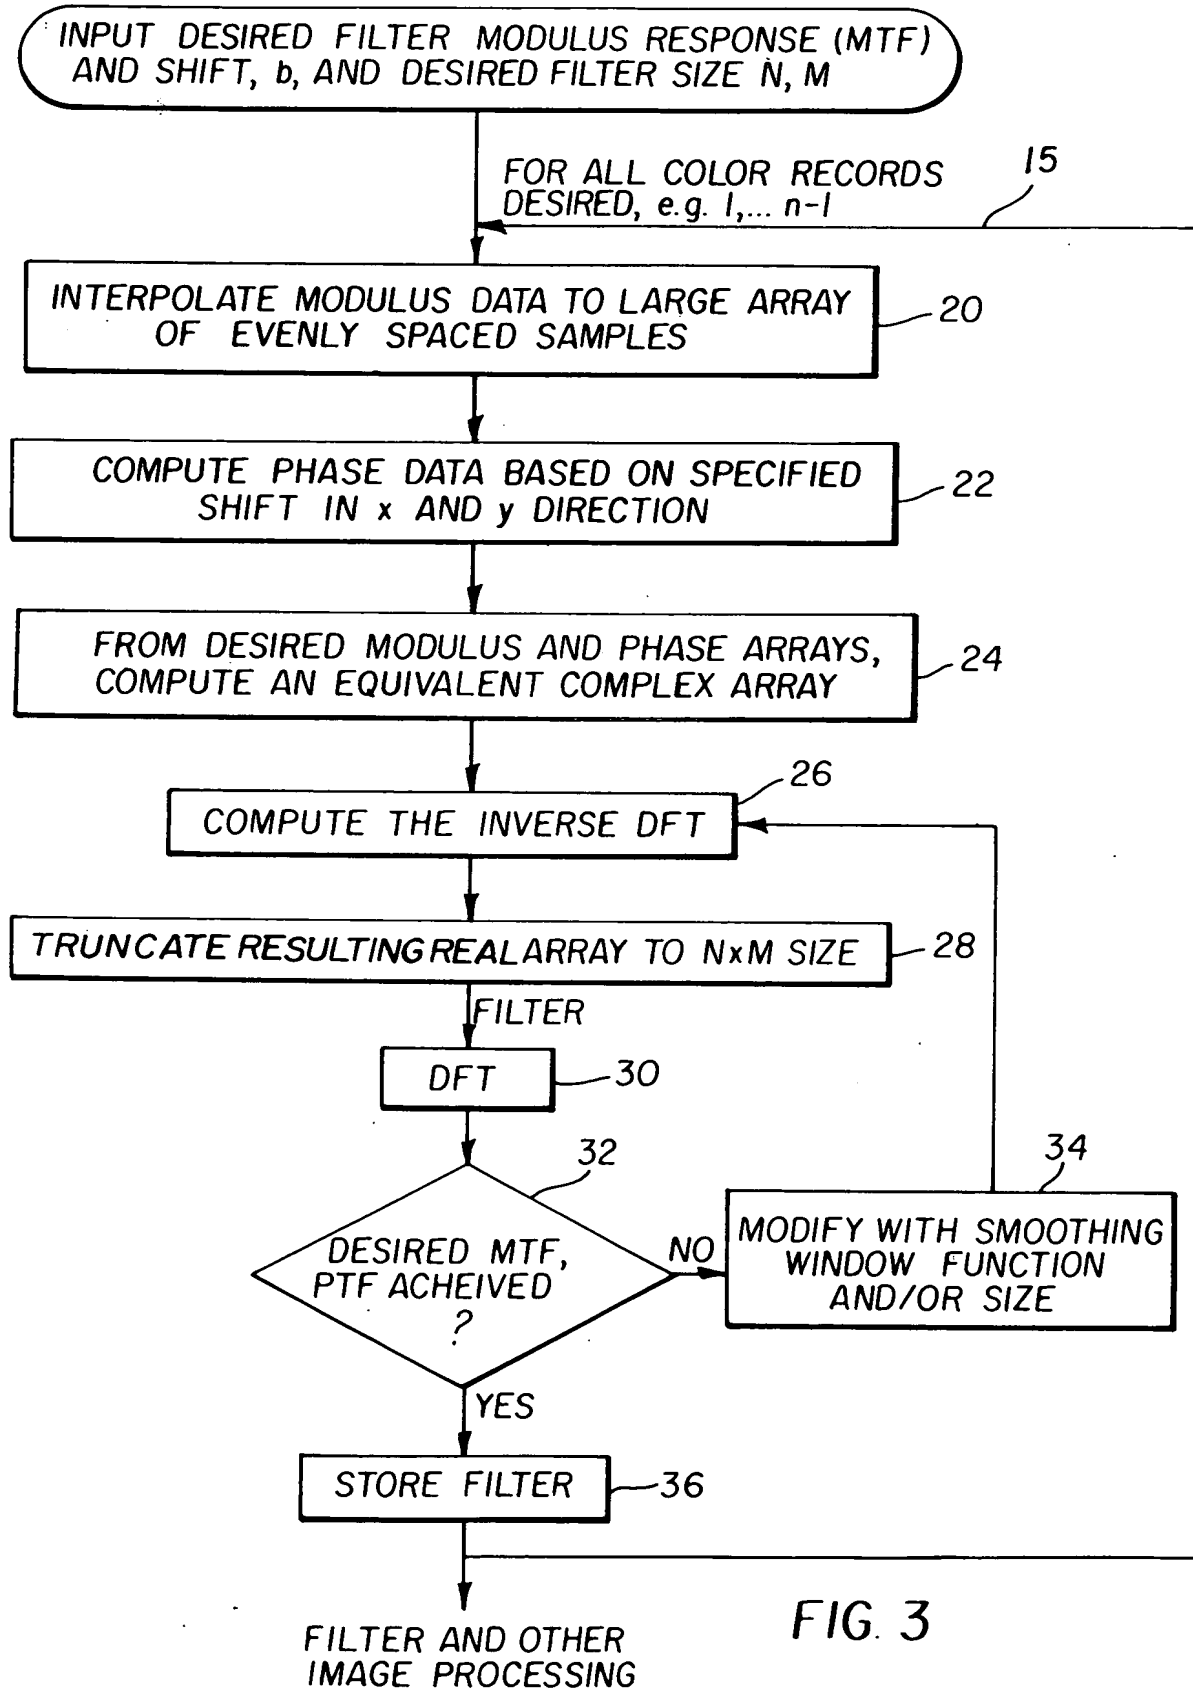 INPUT DESIRED FILTER MODULUS RESPONSE (MTF)
AND SHIFT, b, AND DESIRED FILTER SIZE N, M
FOR ALL COLOR RECORDS
DESIRED, e.g. 1,... n-1
15
INTERPOLATE MODULUS DATA TO LARGE ARRAY
OF EVENLY SPACED SAMPLES
20
COMPUTE PHASE DATA BASED ON SPECIFIED
SHIFT IN x AND y DIRECTION
22
FROM DESIRED MODULUS AND PHASE ARRAYS,
COMPUTE AN EQUIVALENT COMPLEX ARRAY
24
26
COMPUTE THE INVERSE DFT
TRUNCATE RESULTING REAL ARRAY TO NxM SIZE
28
FILTER
DFT
30
32
DESIRED MTF,
PTF ACHEIVED
?
NO
34
MODIFY WITH SMOOTHING
WINDOW FUNCTION
AND/OR SIZE
YES
STORE FILTER
36
FILTER AND OTHER
IMAGE PROCESSING
FIG. 3